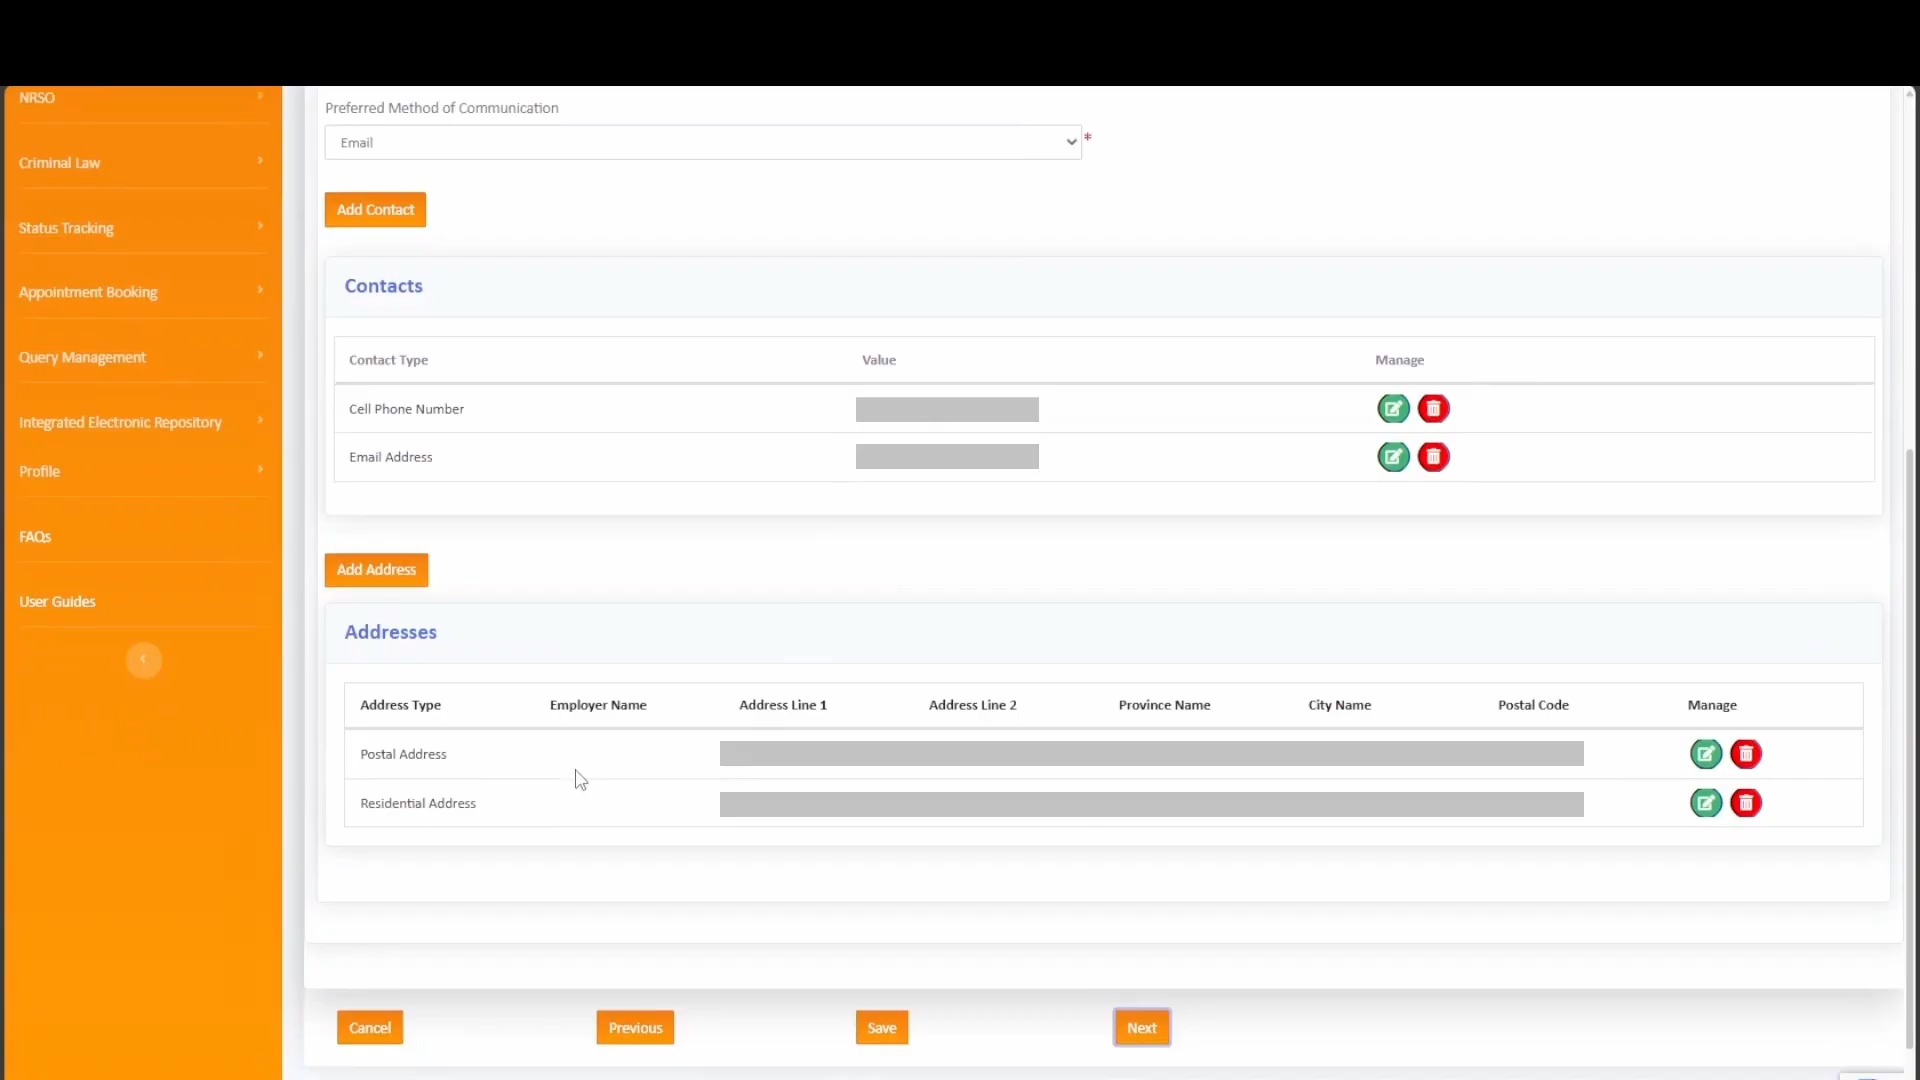 NRSO
Criminal Law
Status Tracking
Appointment Booking
Query Management
Integrated Electronic Repository
Profile
FAQs
User Guides
Preferred Method of Communication
Email
*
Add Contact
Contacts
Contact Type Value Manage
Cell Phone Number
Email Address
Add Address
Addresses
Address Type Employer Name Address Line 1 Address Line 2 Province Name City Name Postal Code Manage
Postal Address
Residential Address
Cancel Previous Save Next